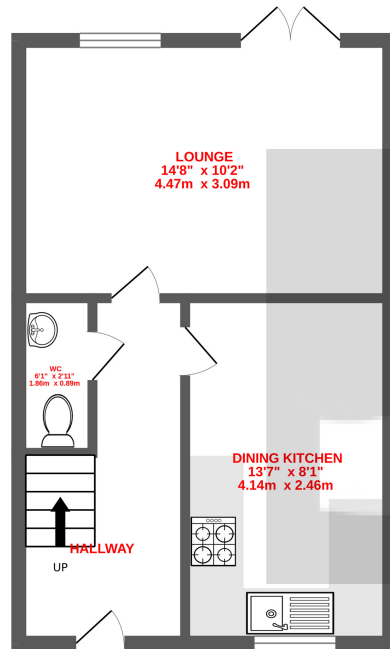 LOUNGE
14'8" x 10'2"
4.47m x 3.09m
WC
6'1" x 2'11"
1.86m x 0.89m
DINING KITCHEN
13'7" x 8'1"
4.14m x 2.46m
HALLWAY
UP